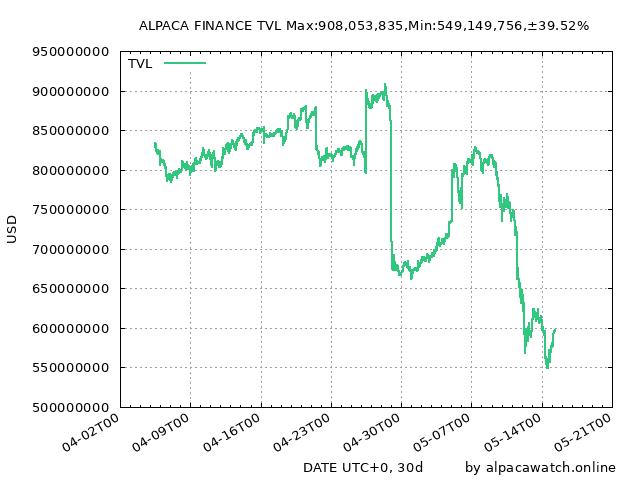 ALPACA FINANCE TVL Max:908,053,835,Min:549,149,756,±39.52%
950000000
900000000
850000000
800000000
750000000
700000000
650000000
600000000
550000000
500000000
TVL
USD
04-02T00
04-09T00
04-16T00
04-23T00
04-30T00
05-07T00
05-14T00
05-21T00
DATE UTC+0, 30d
by alpacawatch.online